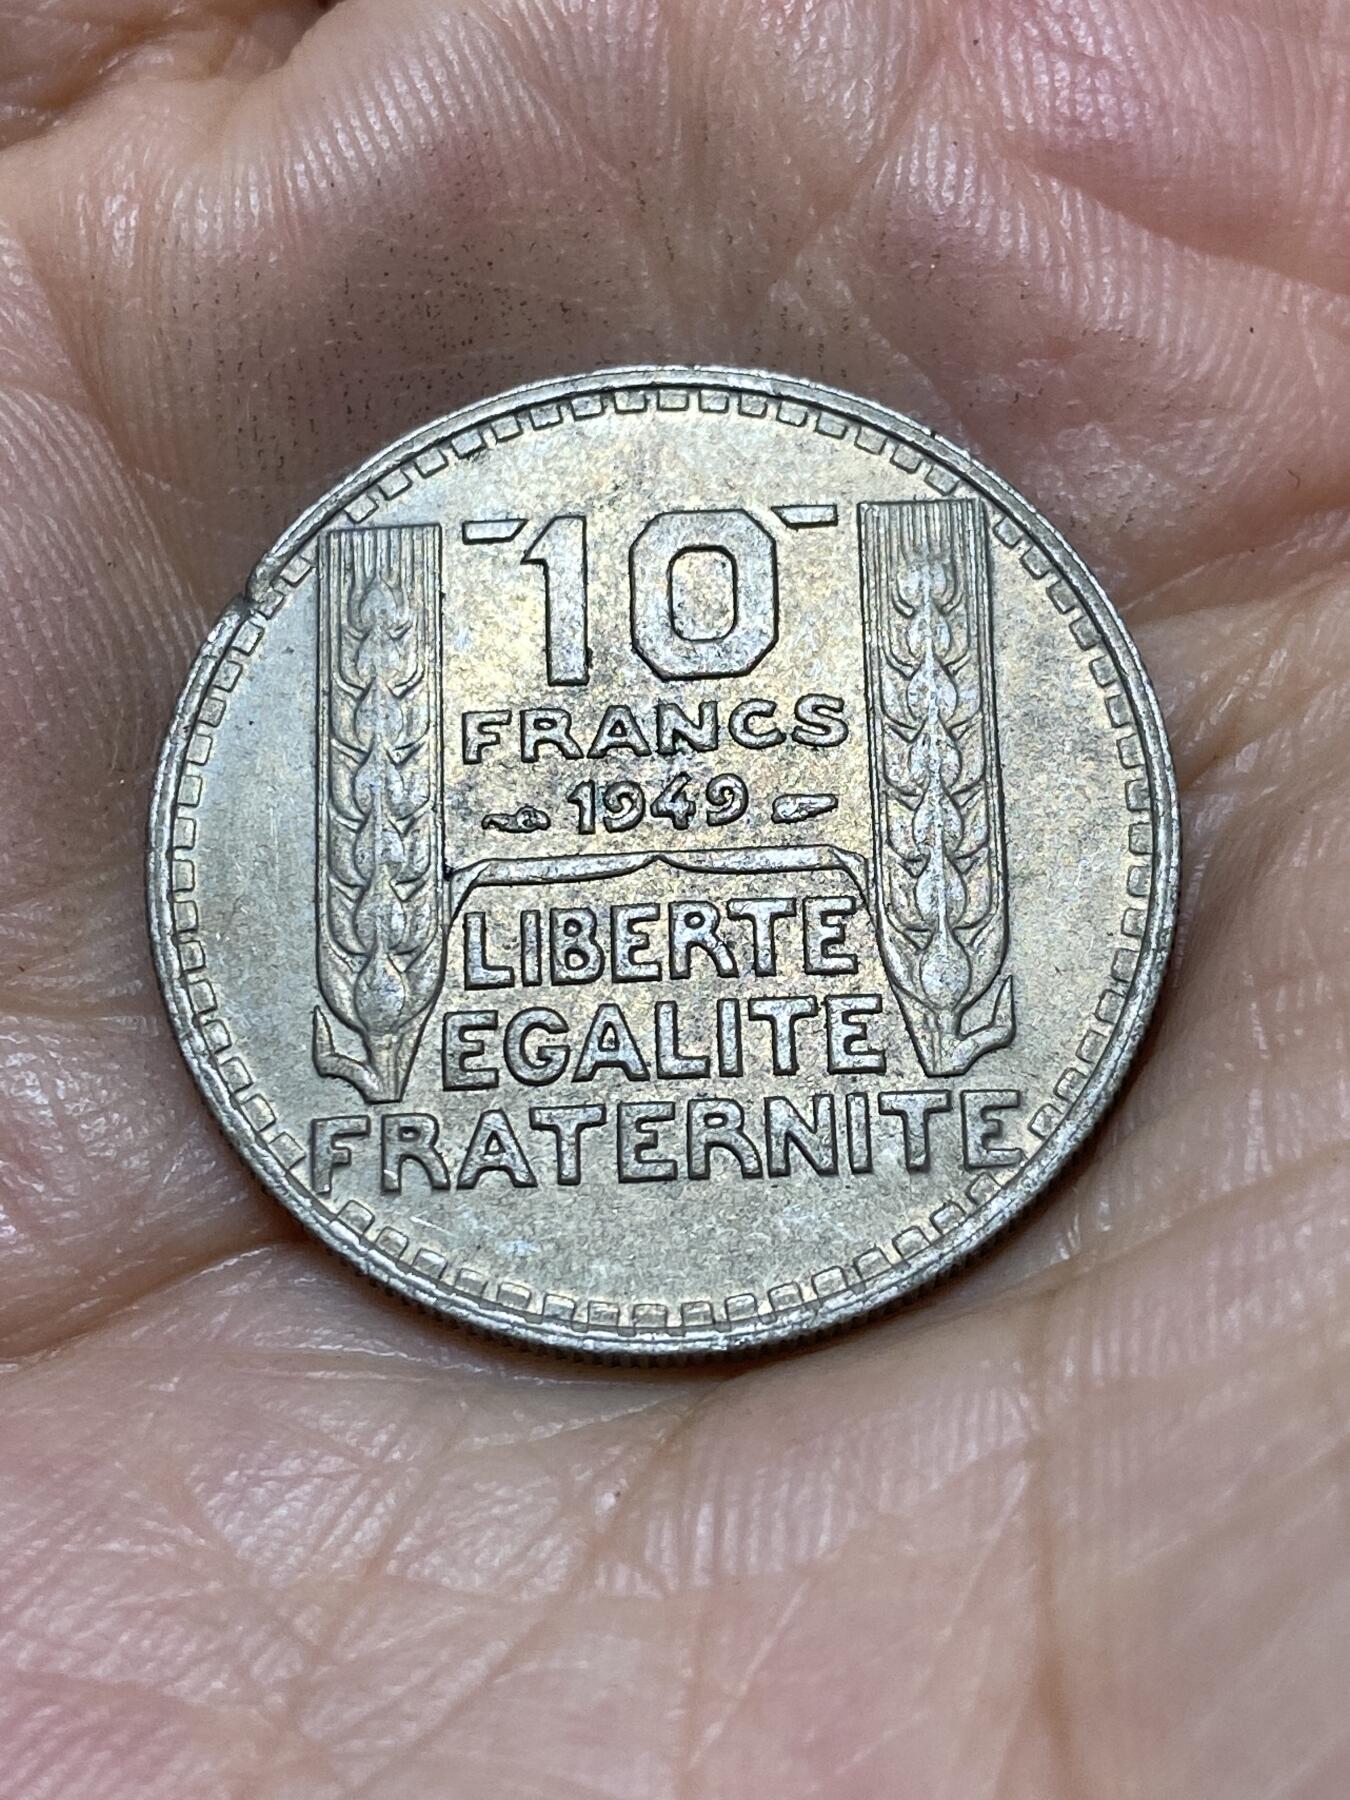 10
FRANCS
1949
LIBERTE
EGALITE
FRATERNITE